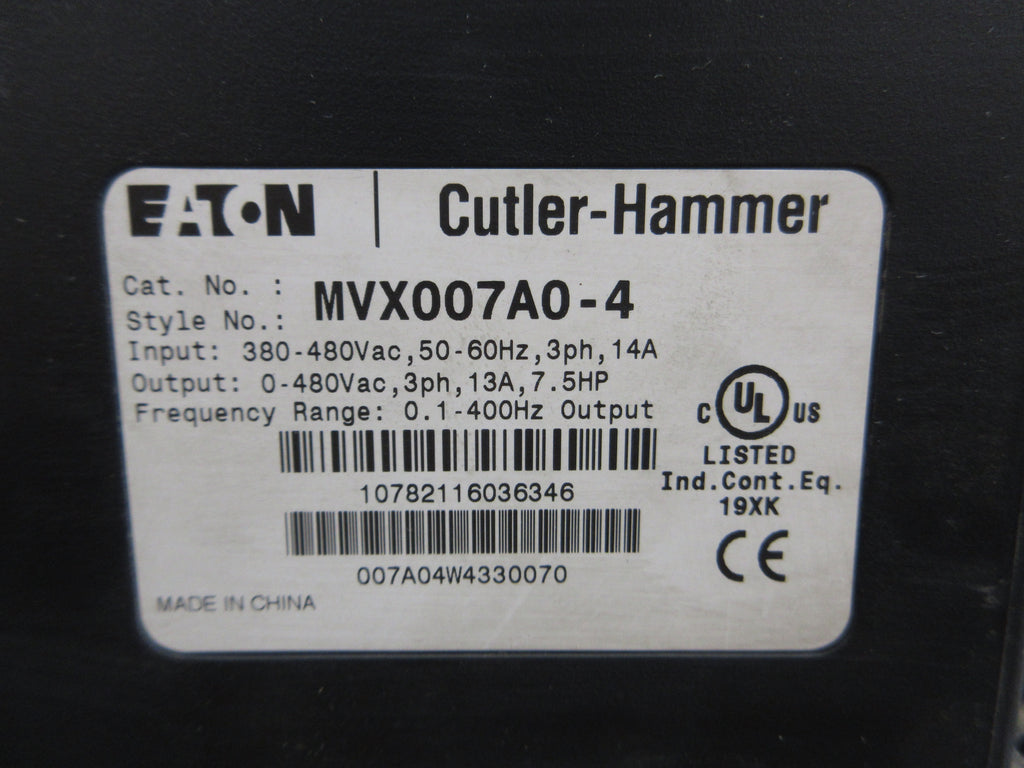 EATON | Cutler-Hammer
Cat. No. :
Style No.: MVX007A0-4
Input: 380-480Vac,50-60Hz,3ph,14A
Output: 0-480Vac,3ph,13A,7.5HP
Frequency Range: 0.1-400Hz Output
C UL US
LISTED
Ind.Cont.Eq.
19XK
10782116036346
CE
007A04W4330070
MADE IN CHINA